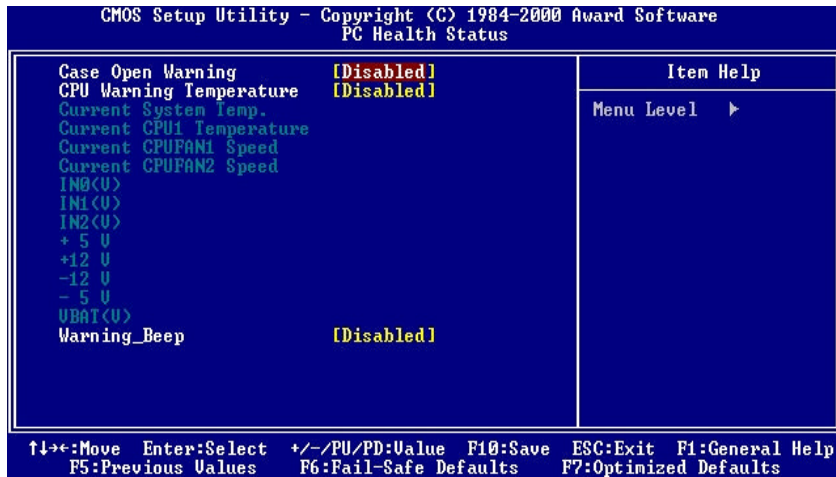 CMOS Setup Utility - Copyright (C) 1984-2000 Award Software
PC Health Status
Case Open Warning [Disabled]
CPU Warning Temperature [Disabled]
Current System Temp.
Current CPU1 Temperature
Current CPUFAN1 Speed
Current CPUFAN2 Speed
IN0(V)
IN1(V)
IN2(V)
+ 5 V
+12 V
-12 V
- 5 V
VBAT(V)
Warning_Beep [Disabled]
Item Help
Menu Level ▶
↑↓→←:Move Enter:Select +/-/PU/PD:Value F10:Save ESC:Exit F1:General Help
F5:Previous Values F6:Fail-Safe Defaults F7:Optimized Defaults